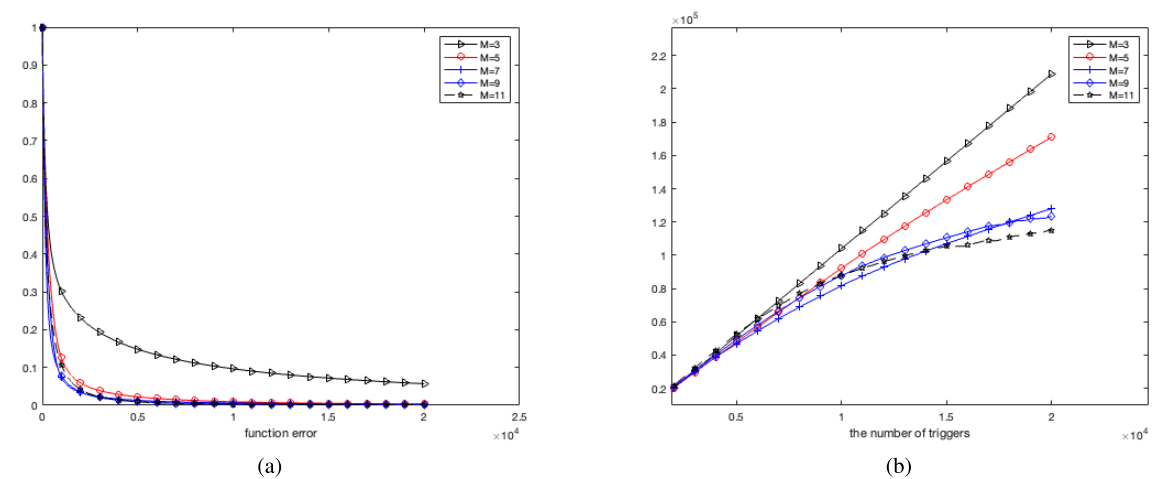 1
0.9
0.8
0.7
0.6
0.5
0.4
0.3
0.2
0.1
0
0 0.5 1 1.5 2 2.5
×10⁴
function error
M=3
M=5
M=7
M=9
M=11
(a)
×10⁵
2.2
2
1.8
1.6
1.4
1.2
1
0.8
0.6
0.4
0.2
0.5 1 1.5 2
×10⁴
the number of triggers
M=3
M=5
M=7
M=9
M=11
(b)